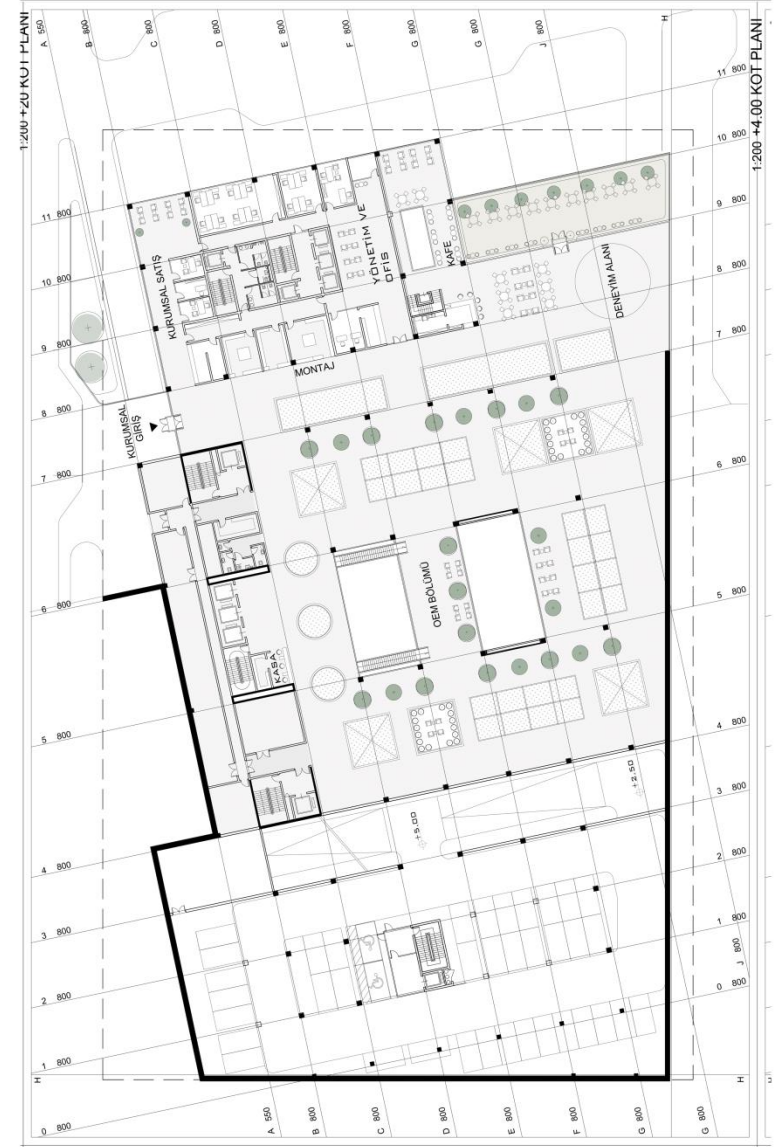 1:200 +20 KOT PLANI
A 550
B 800
C 800
D 800
E 800
F 800
G 800
G 800
J 800
H
11 800
10 800
9 800
8 800
7 800
6 800
5 800
4 800
3 800
2 800
1 800
0 800
J 800
H
1:200 +4.00 KOT PLANI
11 800
10 800
9 800
8 800
7 800
6 800
5 800
4 800
3 800
2 800
1 800
0 800
H
KURUMSAL SATIŞ
YÖNETİM VE
OFİS
KAFE
DENEYİM ALANI
MONTAJ
KURUMSAL
GİRİŞ
OEM BÖLÜMÜ
KASA
+5.00
+2.50
A 550
B 800
C 800
D 800
E 800
F 800
G 800
G 800
H